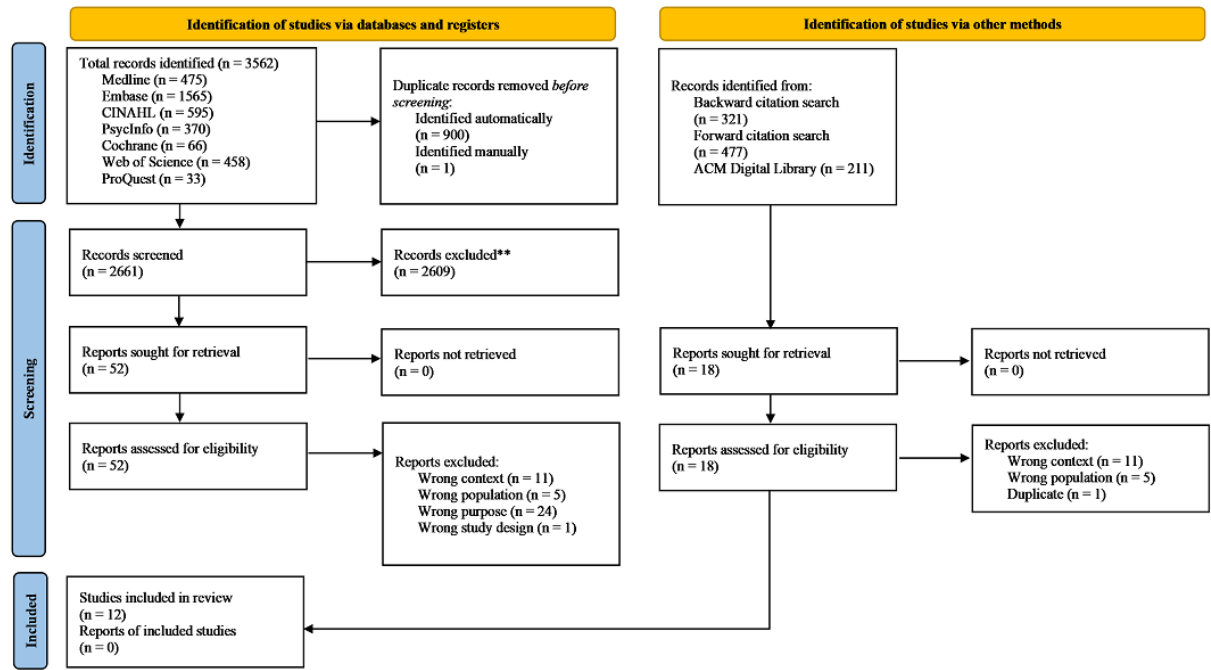 Identification of studies via databases and registers
Identification of studies via other methods
Identification
Total records identified (n = 3562)
Medline (n = 475)
Embase (n = 1565)
CINAHL (n = 595)
PsycInfo (n = 370)
Cochrane (n = 66)
Web of Science (n = 458)
ProQuest (n = 33)
Duplicate records removed before
screening:
Identified automatically
(n = 900)
Identified manually
(n = 1)
Records identified from:
Backward citation search
(n = 321)
Forward citation search
(n = 477)
ACM Digital Library (n = 211)
Screening
Records screened
(n = 2661)
Records excluded**
(n = 2609)
Reports sought for retrieval
(n = 52)
Reports not retrieved
(n = 0)
Reports sought for retrieval
(n = 18)
Reports not retrieved
(n = 0)
Reports assessed for eligibility
(n = 52)
Reports excluded:
Wrong context (n = 11)
Wrong population (n = 5)
Wrong purpose (n = 24)
Wrong study design (n = 1)
Reports assessed for eligibility
(n = 18)
Reports excluded:
Wrong context (n = 11)
Wrong population (n = 5)
Duplicate (n = 1)
Included
Studies included in review
(n = 12)
Reports of included studies
(n = 0)